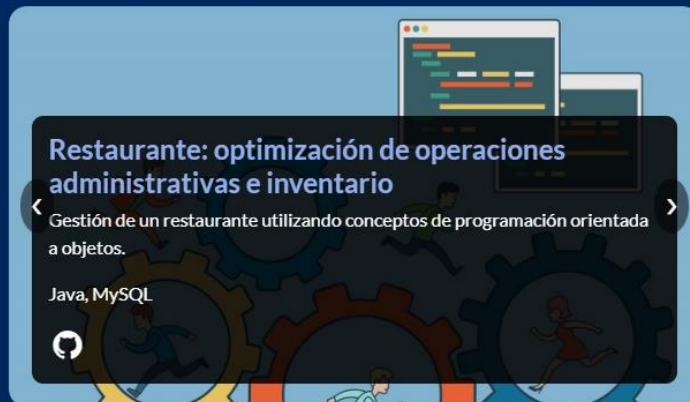 Restaurante: optimización de operaciones
administrativas e inventario
Gestión de un restaurante utilizando conceptos de programación orientada
a objetos.
Java, MySQL